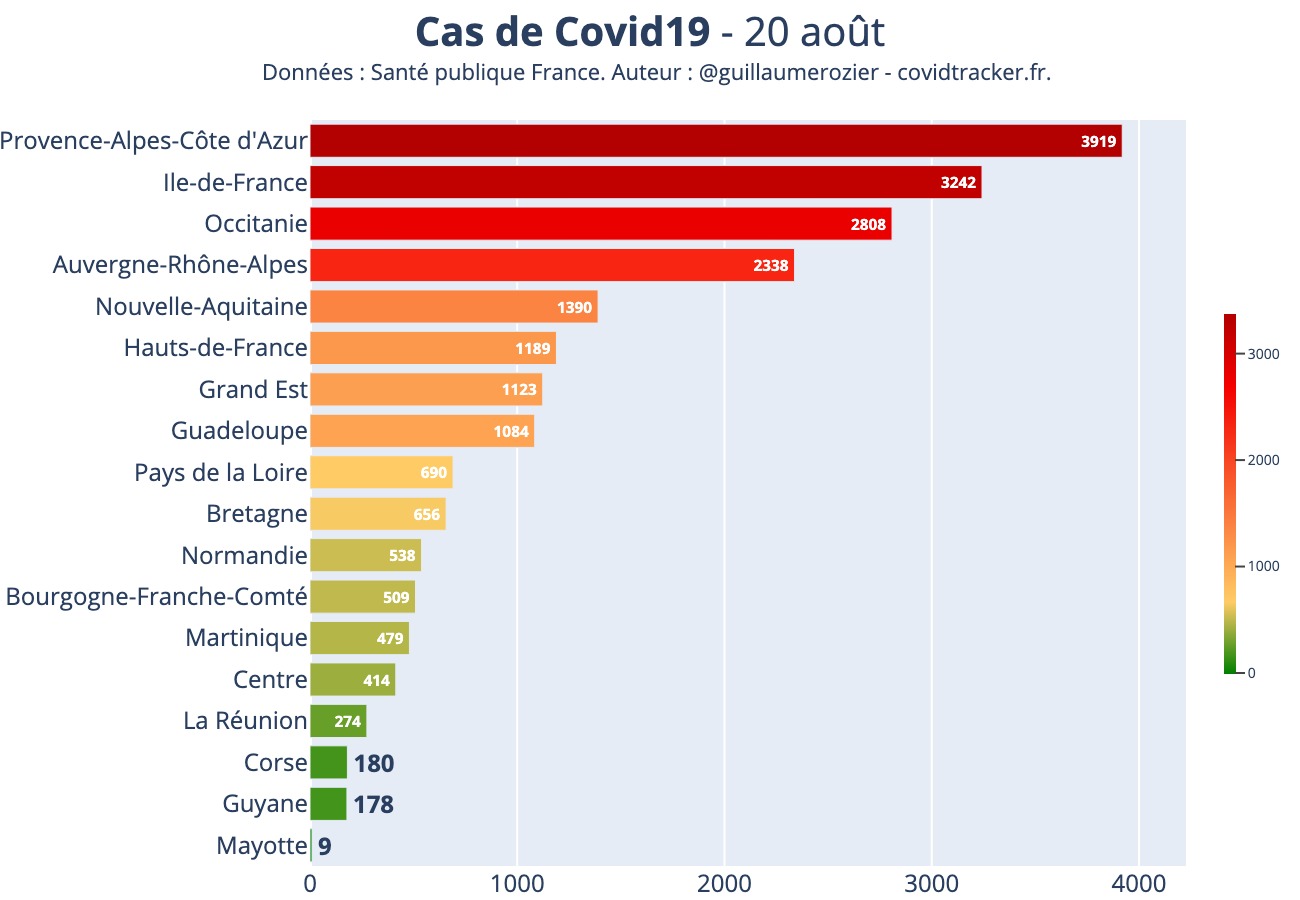 Cas de Covid19 - 20 août
Données : Santé publique France. Auteur : @guillaumerozier - covidtracker.fr.
Provence-Alpes-Côte d'Azur 3919
Ile-de-France 3242
Occitanie 2808
Auvergne-Rhône-Alpes 2338
Nouvelle-Aquitaine 1390
Hauts-de-France 1189
Grand Est 1123
Guadeloupe 1084
Pays de la Loire 690
Bretagne 656
Normandie 538
Bourgogne-Franche-Comté 509
Martinique 479
Centre 414
La Réunion 274
Corse 180
Guyane 178
Mayotte 9
0 1000 2000 3000 4000
3000
2000
1000
0